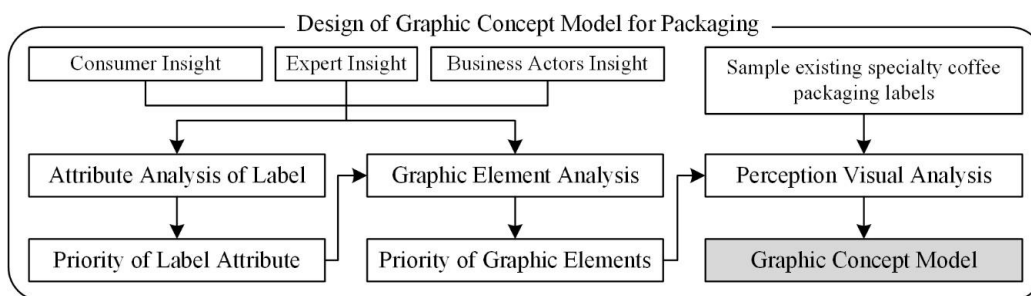 Design of Graphic Concept Model for Packaging
Consumer Insight
Expert Insight
Business Actors Insight
Sample existing specialty coffee
packaging labels
Attribute Analysis of Label
Graphic Element Analysis
Perception Visual Analysis
Priority of Label Attribute
Priority of Graphic Elements
Graphic Concept Model